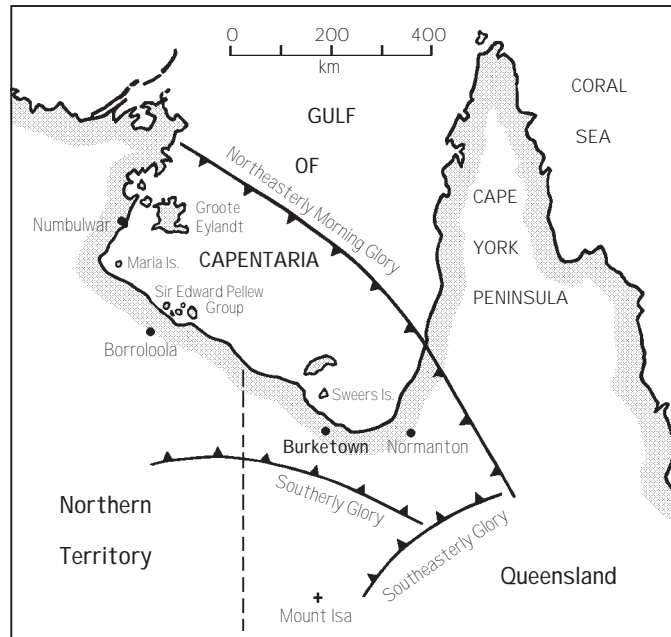 0 200 400
km
CORAL
SEA
GULF
OF
CAPENTARIA
Northeasterly Morning Glory
CAPE
YORK
PENINSULA
Numbulwar
Groote
Eylandt
Maria Is.
Sir Edward Pellew
Group
Borroloola
Sweers Is.
Burketown
Normanton
Southerly Glory
Southeasterly Glory
Northern
Territory
Queensland
Mount Isa